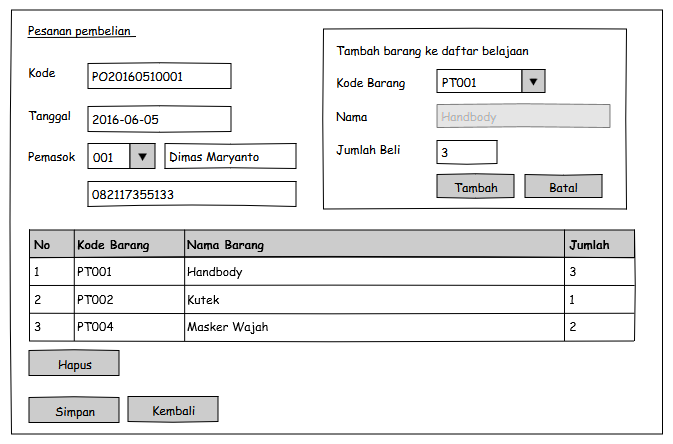 Pesanan pembelian
Kode PO20160510001
Tanggal 2016-06-05
Pemasok 001 Dimas Maryanto
082117355133
Tambah barang ke daftar belajaan
Kode Barang PT001
Nama Handbody
Jumlah Beli 3
Tambah Batal
No Kode Barang Nama Barang Jumlah
1 PT001 Handbody 3
2 PT002 Kutek 1
3 PT004 Masker Wajah 2
Hapus
Simpan Kembali